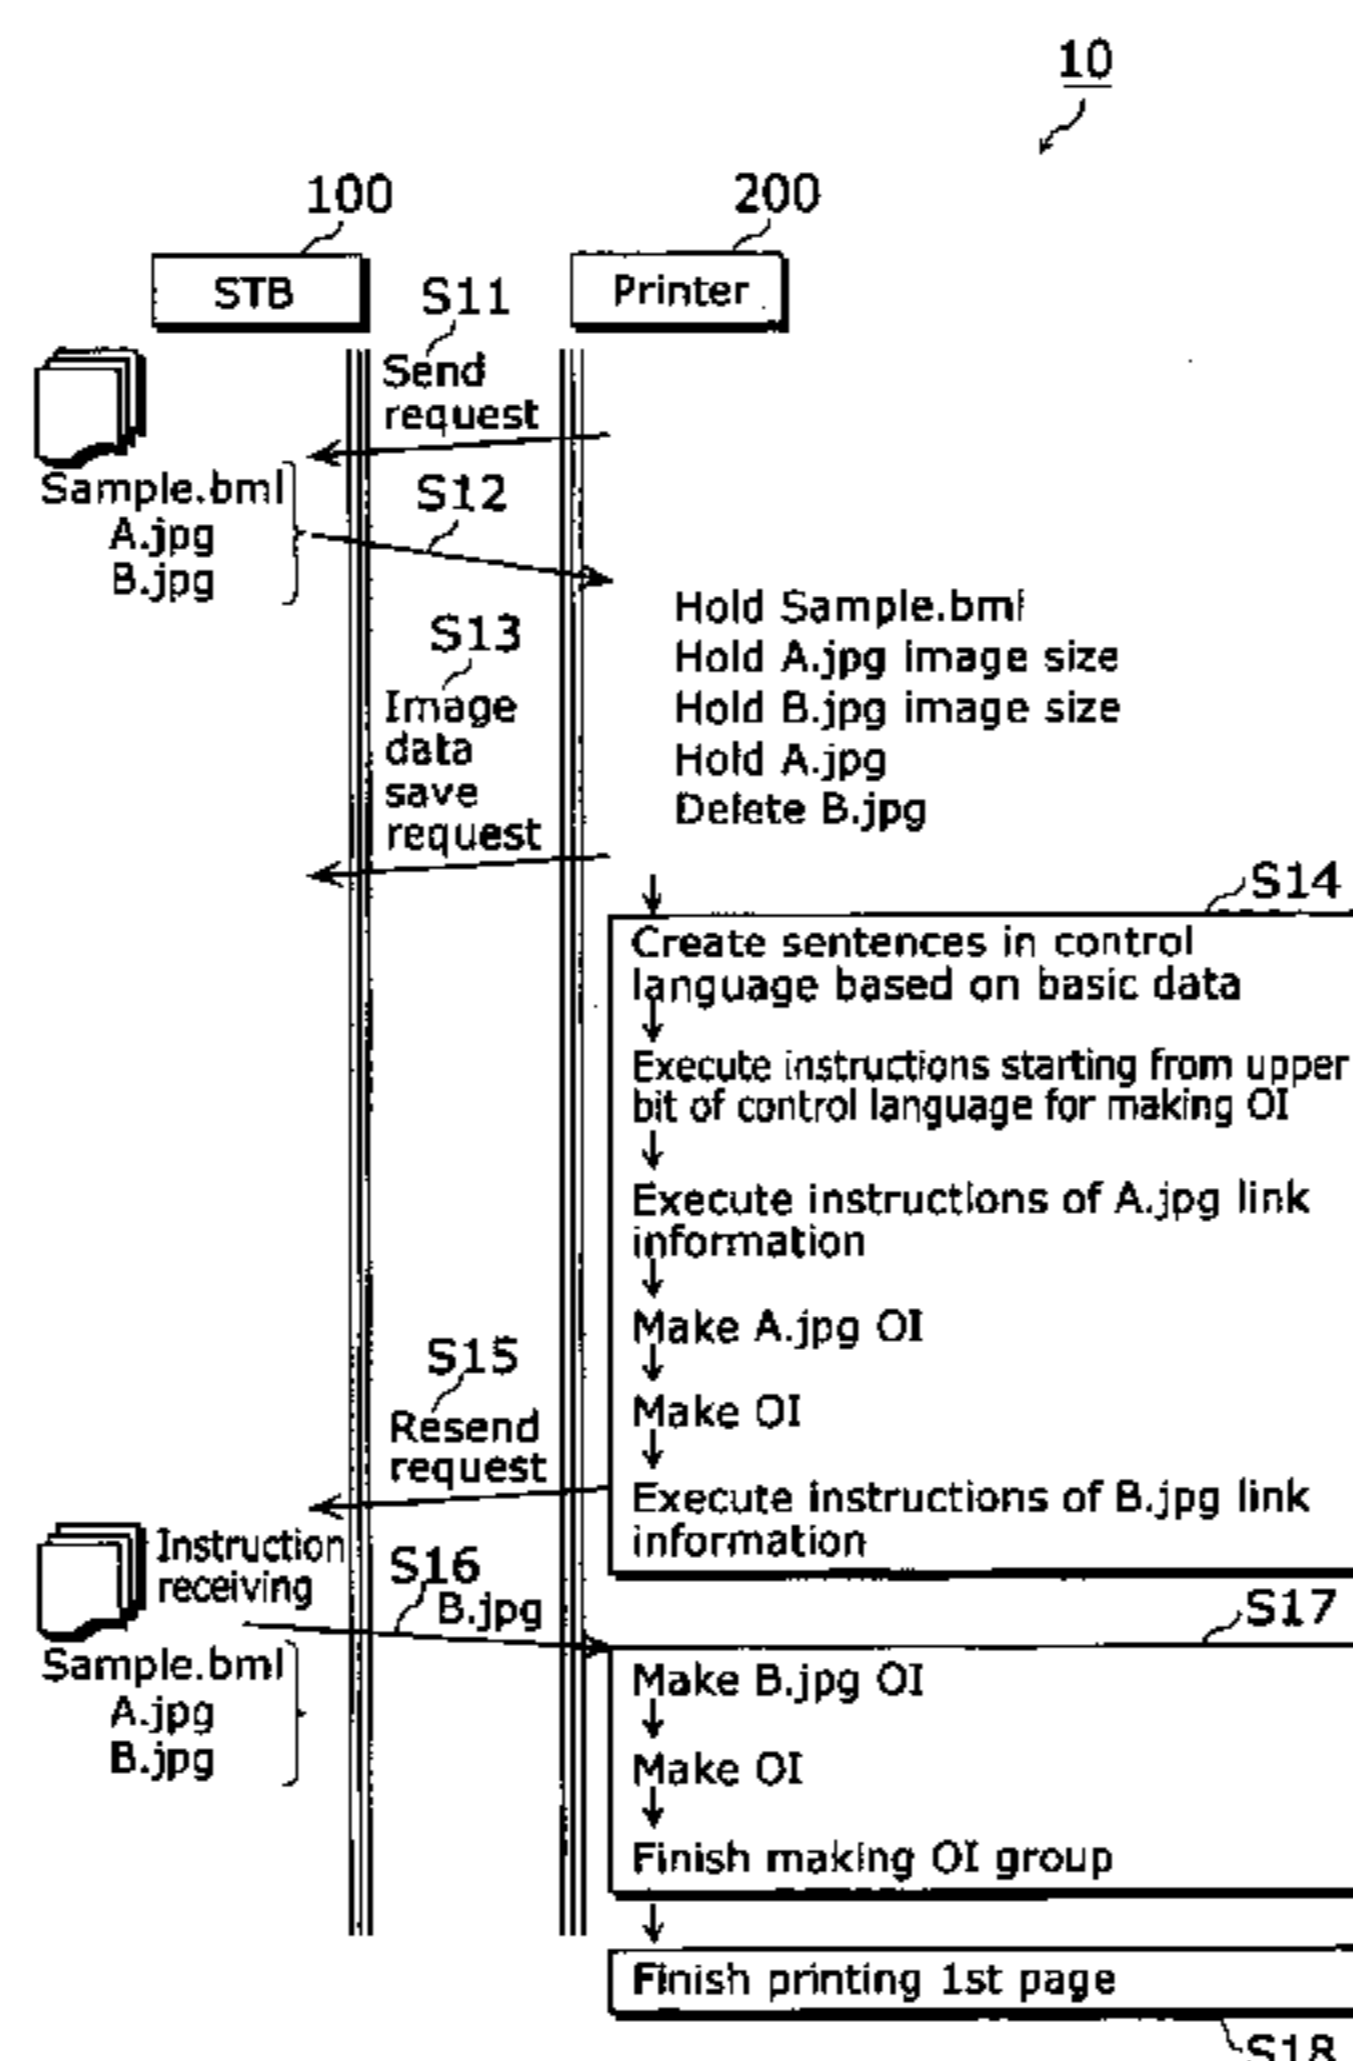 10
100
200
STB
Printer
S11
Send
request
Sample.bml
A.jpg
B.jpg
S12
Hold Sample.bml
Hold A.jpg image size
Hold B.jpg image size
Hold A.jpg
Delete B.jpg
S13
Image
data
save
request
S14
Create sentences in control
language based on basic data
Execute instructions starting from upper
bit of control language for making OI
Execute instructions of A.jpg link
information
Make A.jpg OI
Make OI
S15
Resend
request
Execute instructions of B.jpg link
information
Instruction
receiving
S16
B.jpg
Sample.bml
A.jpg
B.jpg
S17
Make B.jpg OI
Make OI
Finish making OI group
Finish printing 1st page
S18